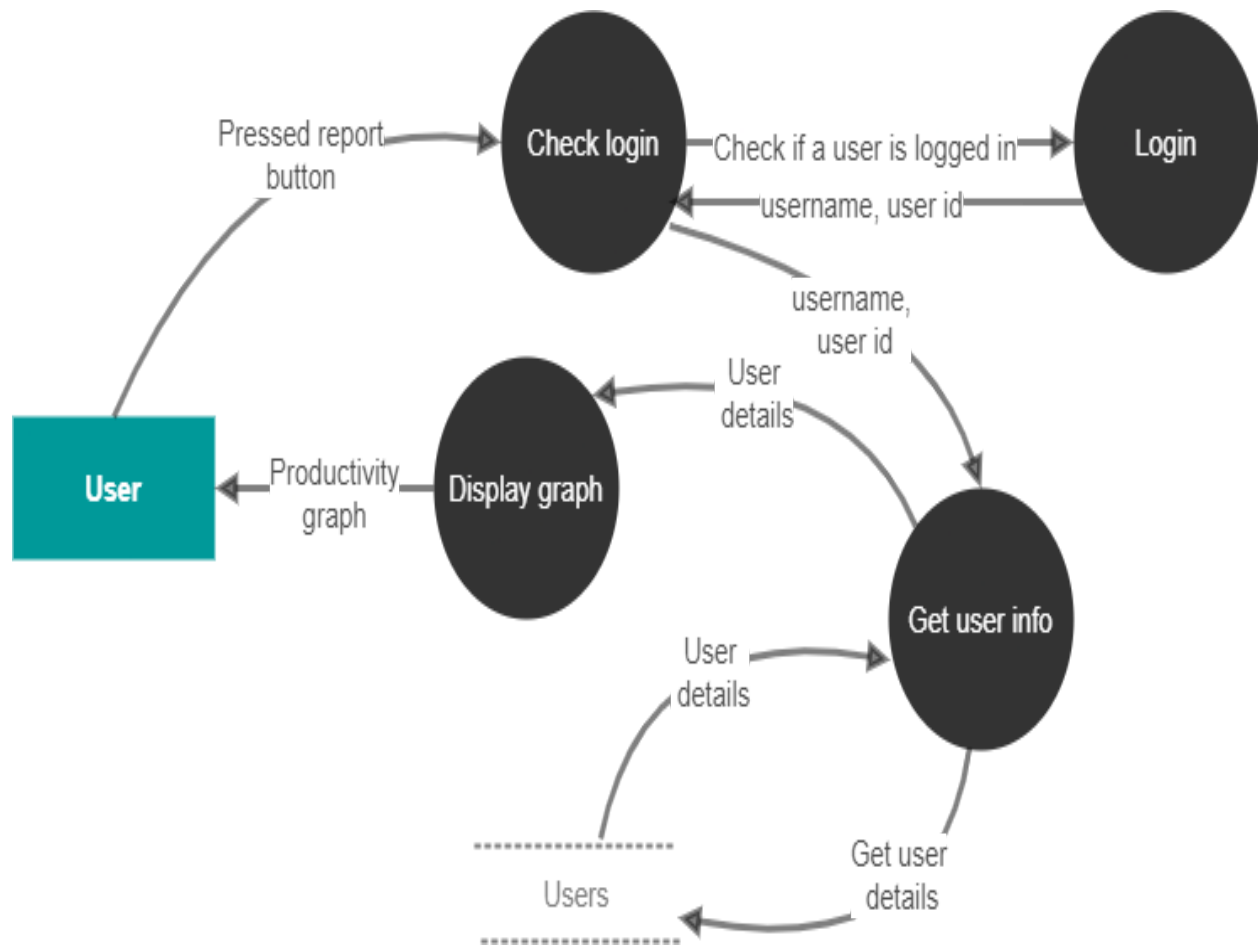 Pressed report
button
Check login
Check if a user is logged in
Login
username, user id
username,
user id
User
details
User
Productivity
graph
Display graph
Get user info
User
details
Get user
details
Users